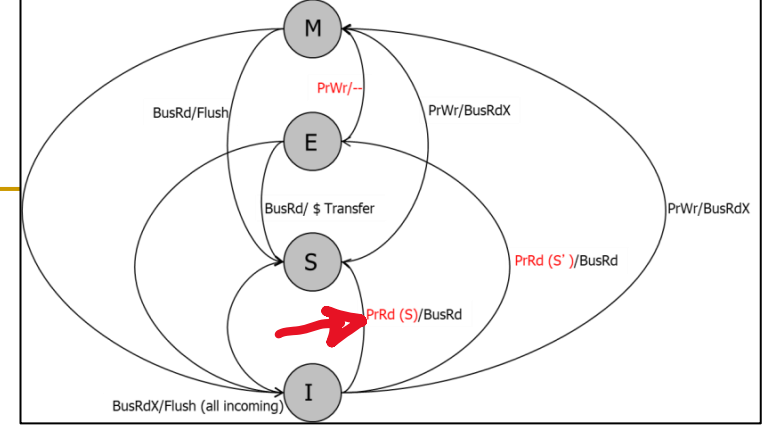 M
PrWr/--
BusRd/Flush
PrWr/BusRdX
E
BusRd/ $ Transfer
PrWr/BusRdX
S
PrRd (S' )/BusRd
PrRd (S)/BusRd
I
BusRdX/Flush (all incoming)